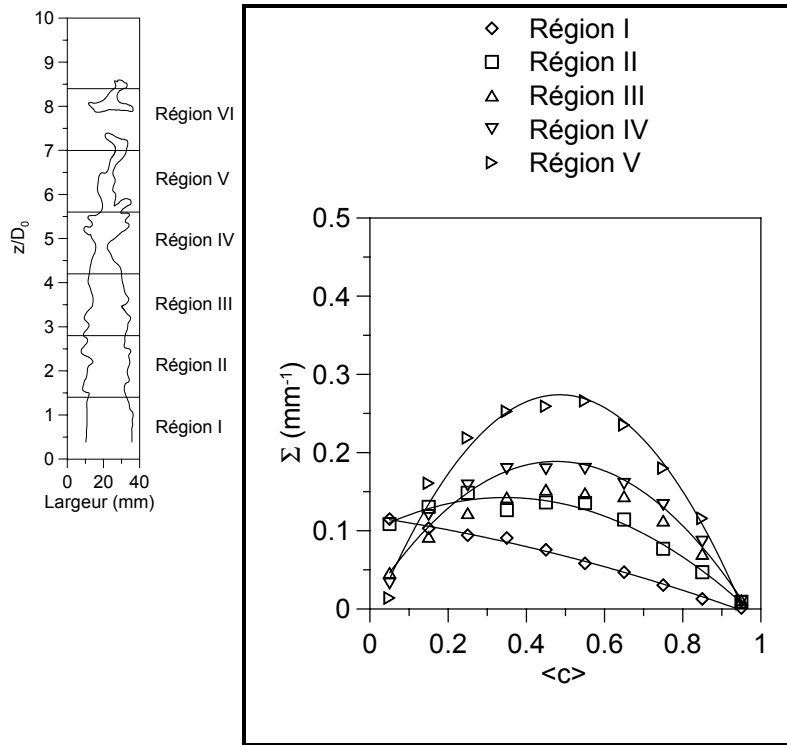 10
9
8
7
6
5
4
3
2
1
0
z/D₀
0 20 40
Largeur (mm)
Région VI
Région V
Région IV
Région III
Région II
Région I
Région I
Région II
Région III
Région IV
Région V
0.5
0.4
0.3
0.2
0.1
0
Σ (mm⁻¹)
0 0.2 0.4 0.6 0.8 1
<c>